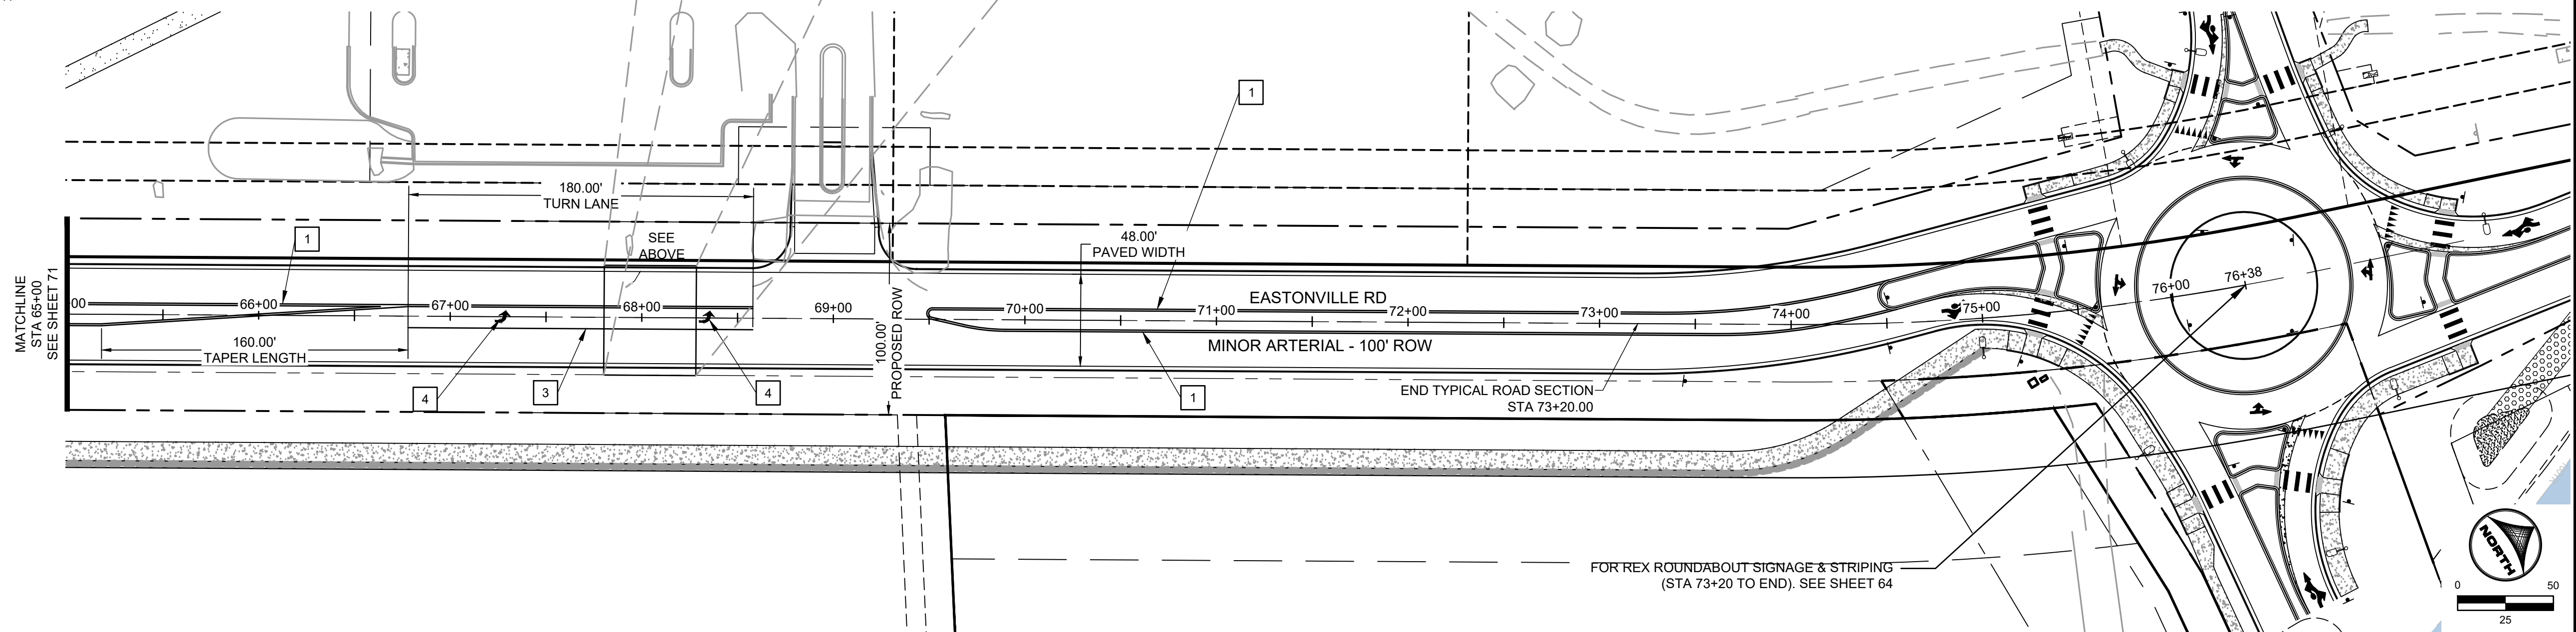 1
180.00'
TURN LANE
1
SEE
ABOVE
48.00'
PAVED WIDTH
MATCHLINE
STA 65+00
SEE SHEET 71
00
66+00
67+00
68+00
69+00
70+00
71+00
72+00
73+00
74+00
75+00
76+00
76+38
EASTONVILLE RD
MINOR ARTERIAL - 100' ROW
160.00'
TAPER LENGTH
100.00'
PROPOSED ROW
4
3
4
1
END TYPICAL ROAD SECTION
STA 73+20.00
FOR REX ROUNDABOUT SIGNAGE & STRIPING
(STA 73+20 TO END). SEE SHEET 64
NORTH
0
50
25